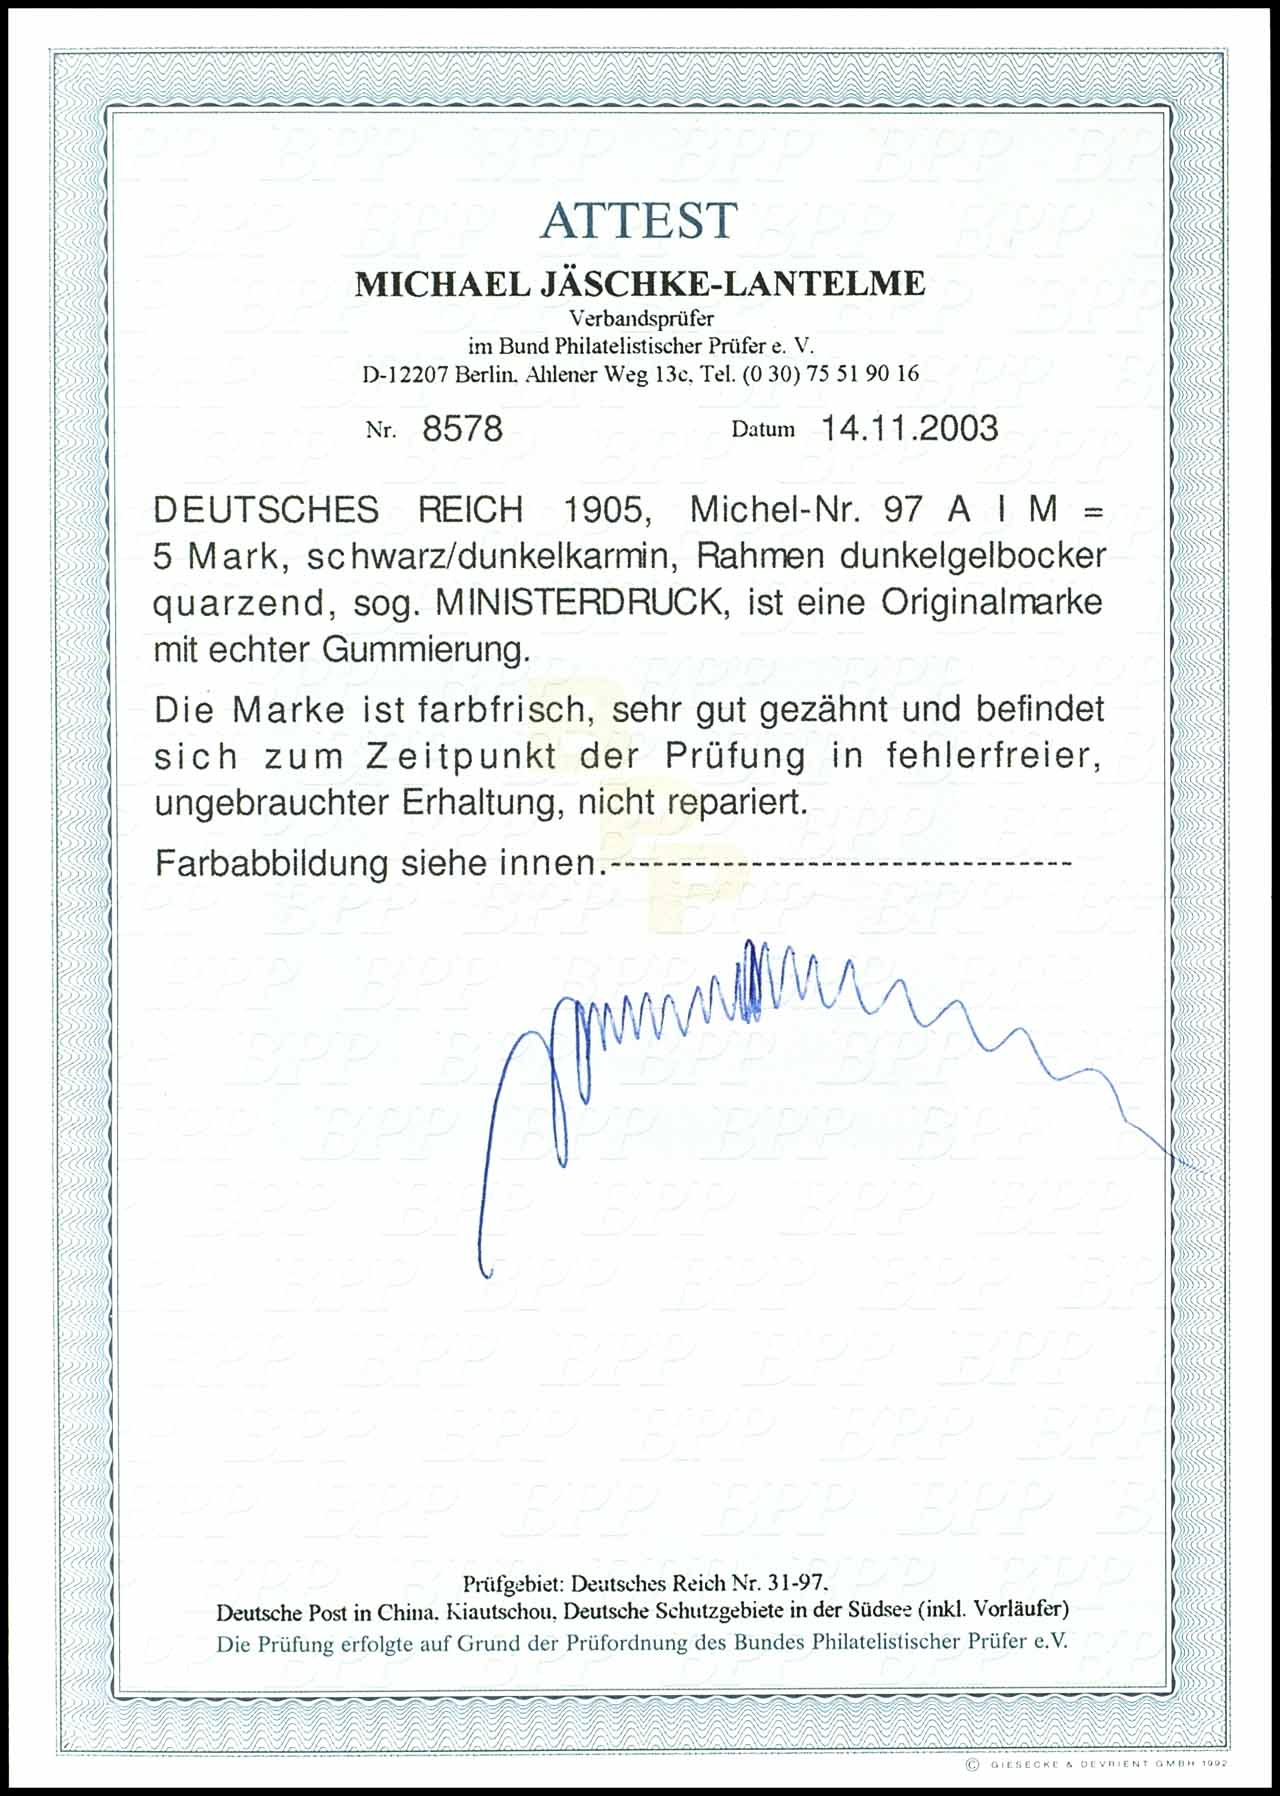 ATTEST
MICHAEL JÄSCHKE-LANTELME
Verbandsprüfer
im Bund Philatelistischer Prüfer e. V.
D-12207 Berlin. Ahlener Weg 13c, Tel. (0 30) 75 51 90 16
Nr. 8578 Datum 14.11.2003
DEUTSCHES REICH 1905, Michel-Nr. 97 A I M =
5 Mark, schwarz/dunkelkarmin, Rahmen dunkelgelbocker
quarzend, sog. MINISTERDRUCK, ist eine Originalmarke
mit echter Gummierung.
Die Marke ist farbfrisch, sehr gut gezähnt und befindet
sich zum Zeitpunkt der Prüfung in fehlerfreier,
ungebrauchter Erhaltung, nicht repariert.
Farbabbildung siehe innen.---------------------------------
BPP
Prüfgebiet: Deutsches Reich Nr. 31-97.
Deutsche Post in China. Kiautschou. Deutsche Schutzgebiete in der Südsee (inkl. Vorläufer)
Die Prüfung erfolgte auf Grund der Prüfordnung des Bundes Philatelistischer Prüfer e.V.
© GIESECKE & DEVRIENT GMBH 1992